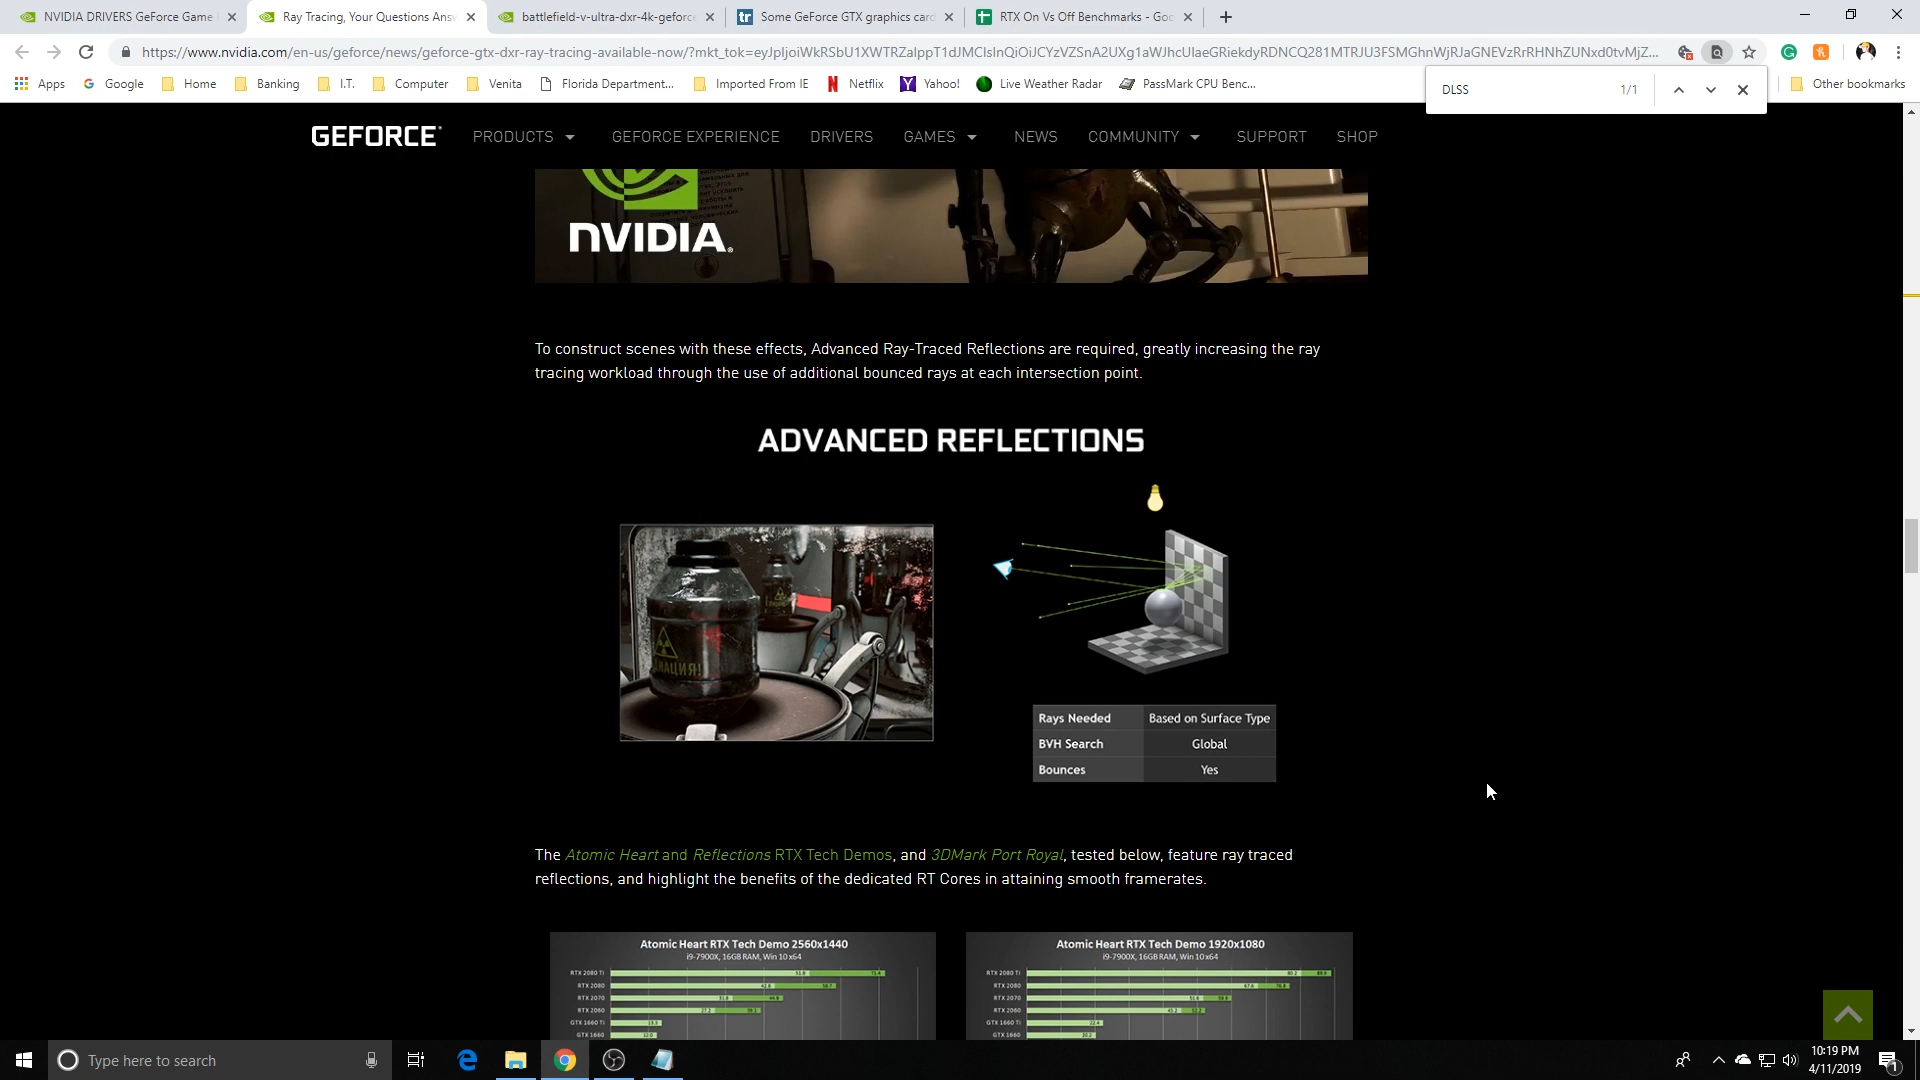 NVIDIA DRIVERS GeForce Game
Ray Tracing, Your Questions Answ
battlefield-v-ultra-dxr-4k-geforce
Some GeForce GTX graphics card
RTX On Vs Off Benchmarks - Goo
https://www.nvidia.com/en-us/geforce/news/geforce-gtx-dxr-ray-tracing-available-now/?mkt_tok=
Apps
Google
Home
Banking
I.T.
Computer
Venita
Florida Department...
Imported From IE
Netflix
Yahoo!
Live Weather Radar
PassMark CPU Benc...
Other bookmarks
DLSS 1/1
GEFORCE
PRODUCTS
GEFORCE EXPERIENCE
DRIVERS
GAMES
NEWS
COMMUNITY
SUPPORT
SHOP
NVIDIA.
To construct scenes with these effects, Advanced Ray-Traced Reflections are required, greatly increasing the ray
tracing workload through the use of additional bounced rays at each intersection point.
ADVANCED REFLECTIONS
Rays Needed Based on Surface Type
BVH Search Global
Bounces Yes
The Atomic Heart and Reflections RTX Tech Demos, and 3DMark Port Royal, tested below, feature ray traced
reflections, and highlight the benefits of the dedicated RT Cores in attaining smooth framerates.
Atomic Heart RTX Tech Demo 2560x1440
i9-7900X, 16GB RAM, Win 10 x64
RTX 2080 Ti
RTX 2080
RTX 2070
RTX 2060
GTX 1660 Ti
GTX 1660
Atomic Heart RTX Tech Demo 1920x1080
i9-7900X, 16GB RAM, Win 10 x64
RTX 2080 Ti
RTX 2080
RTX 2070
RTX 2060
GTX 1660 Ti
GTX 1660
Type here to search
10:19 PM
4/11/2019
1